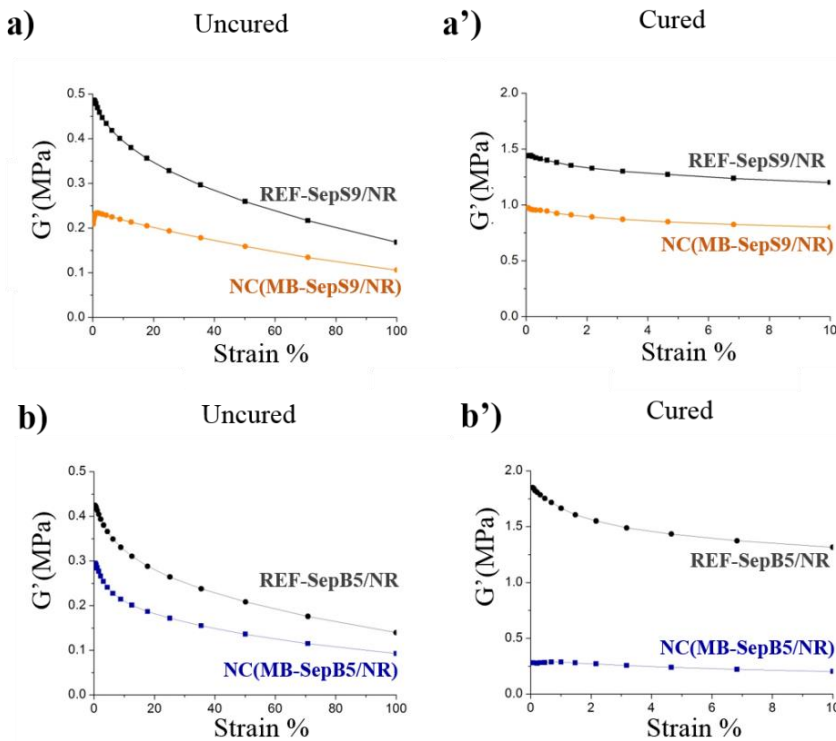 a)
Uncured
0.5
0.4
0.3
0.2
0.1
0.0
G'(MPa)
REF-SepS9/NR
NC(MB-SepS9/NR)
0 20 40 60 80 100
Strain %
a')
Cured
2.0
1.5
1.0
0.5
0.0
G'(MPa)
REF-SepS9/NR
NC(MB-SepS9/NR)
0 2 4 6 8 10
Strain %
b)
Uncured
0.5
0.4
0.3
0.2
0.1
0.0
G'(MPa)
REF-SepB5/NR
NC(MB-SepB5/NR)
0 20 40 60 80 100
Strain %
b')
Cured
2.0
1.5
1.0
0.5
0.0
G'(MPa)
REF-SepB5/NR
NC(MB-SepB5/NR)
0 2 4 6 8 10
Strain %